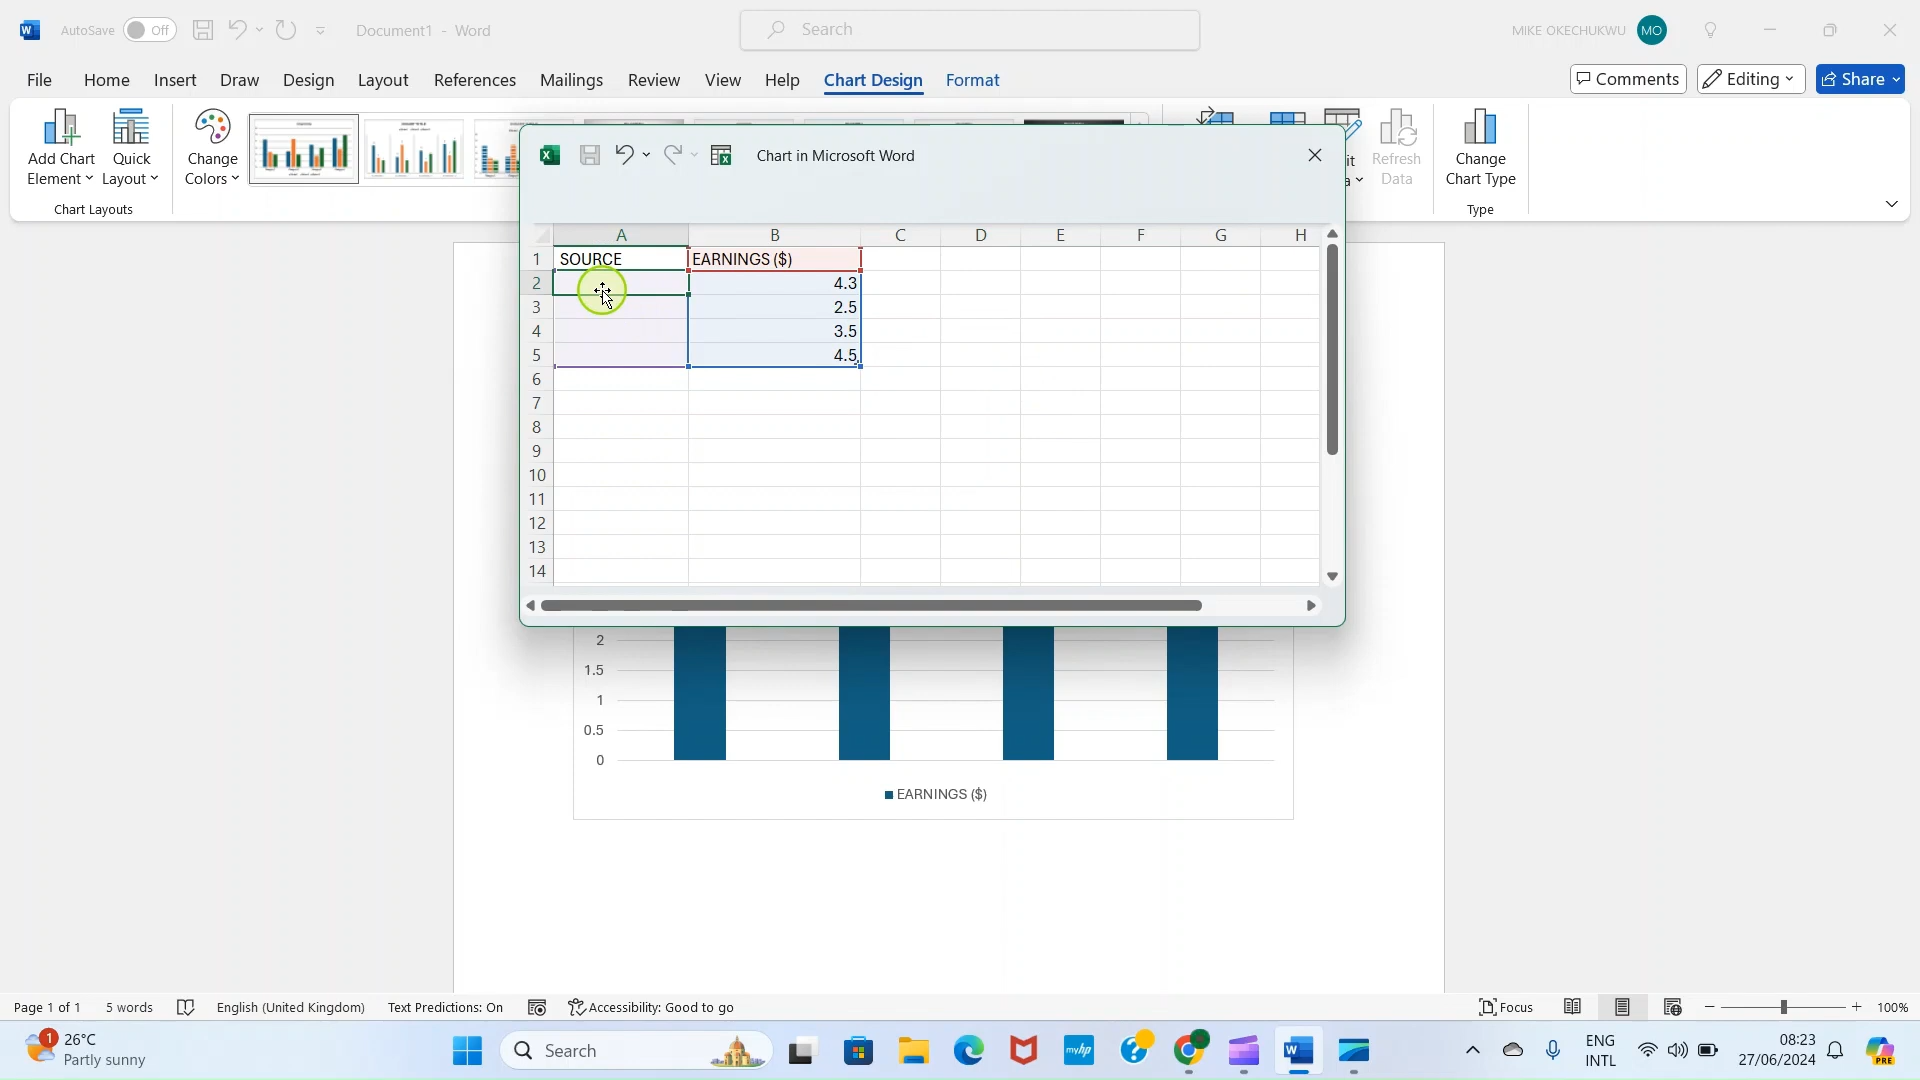 AutoSave Off Document1 - Word Search MIKE OKECHUKWU MO
File Home Insert Draw Design Layout References Mailings Review View Help Chart Design Format Comments Editing Share
Add Chart Element
Quick Layout
Chart Layouts
Change Colors
Refresh Data
Change Chart Type
Type
Chart in Microsoft Word
A B C D E F G H
1 SOURCE EARNINGS ($)
2 4.3
3 2.5
4 3.5
5 4.5
6
7
8
9
10
11
12
13
14
2
1.5
1
0.5
0
EARNINGS ($)
Page 1 of 1 5 words English (United Kingdom) Text Predictions: On Accessibility: Good to go Focus 100%
1 26°C
Partly sunny
Search
myhp
ENG
INTL
08:23
27/06/2024
PRE